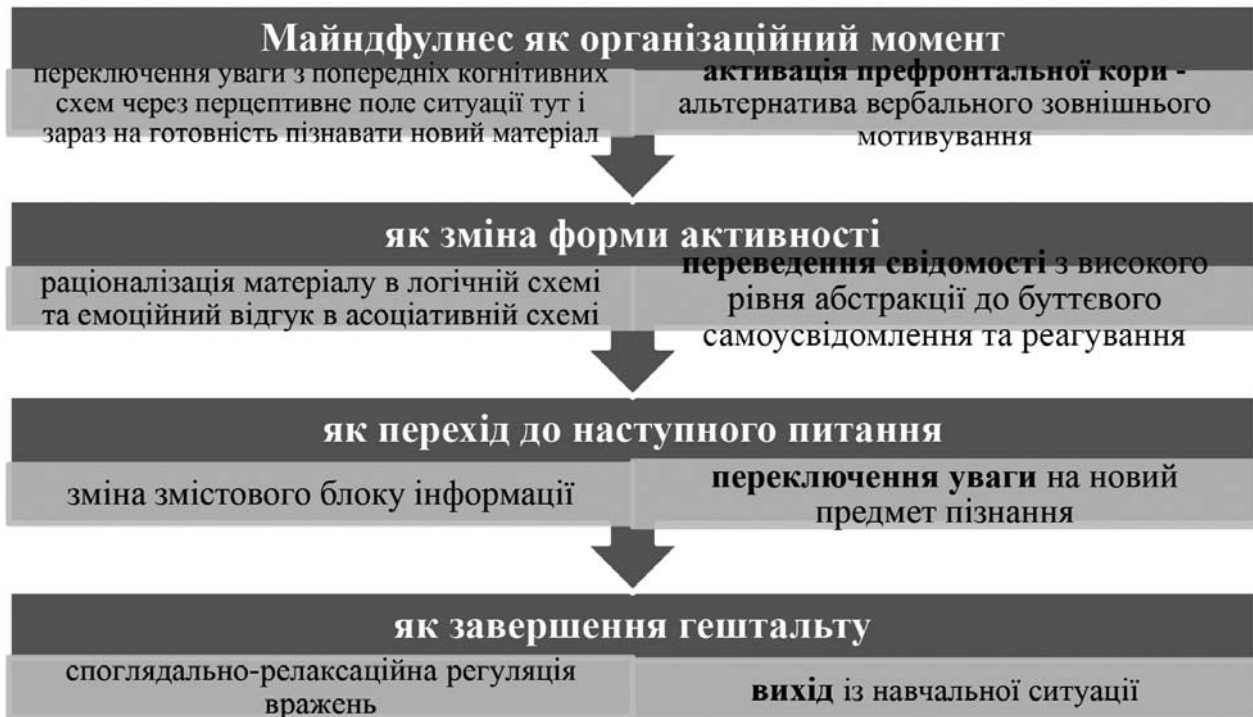 Майндфулнес як організаційний момент
переключення уваги з попередніх когнітивних
схем через перцептивне поле ситуації тут і
зараз на готовність пізнавати новий матеріал
активація префронтальної кори -
альтернатива вербального зовнішнього
мотивування
як зміна форми активності
раціоналізація матеріалу в логічній схемі
та емоційний відгук в асоціативній схемі
переведення свідомості з високого
рівня абстракції до буттєвого
самоусвідомлення та реагування
як перехід до наступного питання
зміна змістового блоку інформації
переключення уваги на новий
предмет пізнання
як завершення гештальту
споглядально-релаксаційна регуляція
вражень
вихід із навчальної ситуації